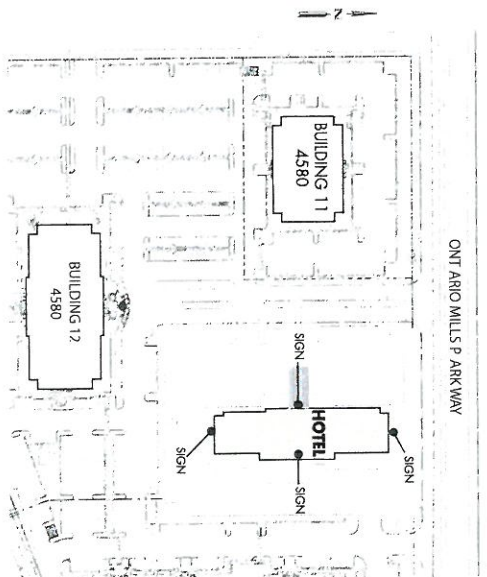 N
ONT ARIO MILLS P ARKWAY
BUILDING 11
4580
BUILDING 12
4580
HOTEL
SIGN
SIGN
SIGN
SIGN